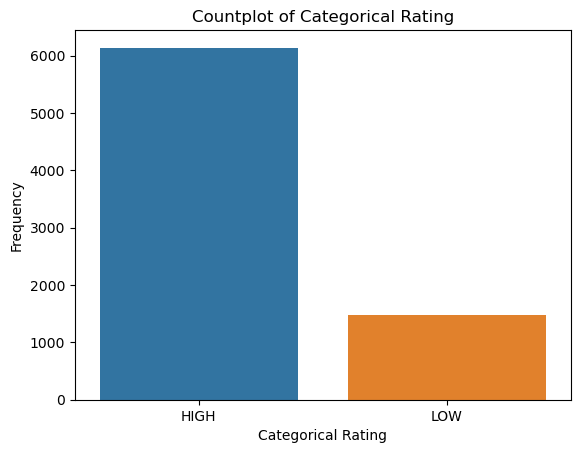 Countplot of Categorical Rating
6000
5000
4000
3000
2000
1000
0
Frequency
HIGH LOW
Categorical Rating